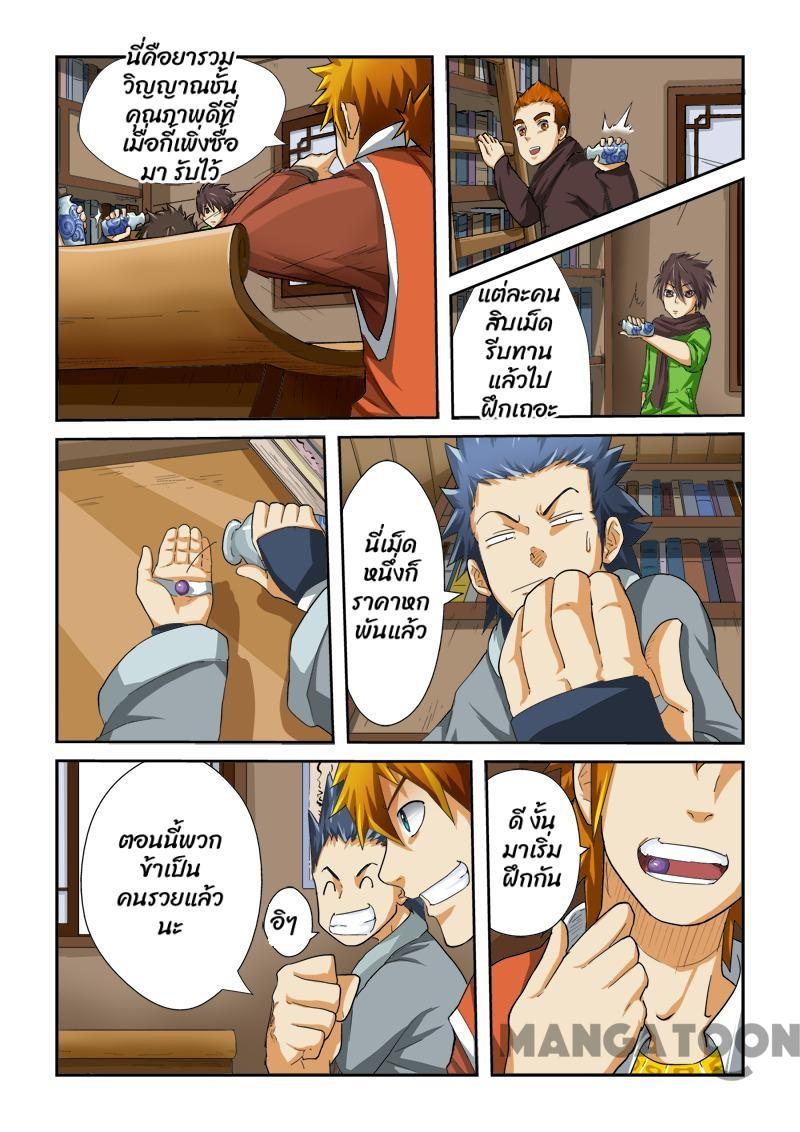 นี่คือยารวม
วิญญาณชั้น
คุณภาพดีที่
เมื่อกี้เพิ่งซื้อ
มา รับไว้
แต่ละคน
สิบเม็ด
รีบทาน
แล้วไป
ฝึกเถอะ
นี่เม็ด
หนึ่งก็
ราคาหก
พันแล้ว
ตอนนี้พวก
ข้าเป็น
คนรวยแล้ว
นะ
อิๆ
ดี งั้น
มาเริ่ม
ฝึกกัน
MANGATOON